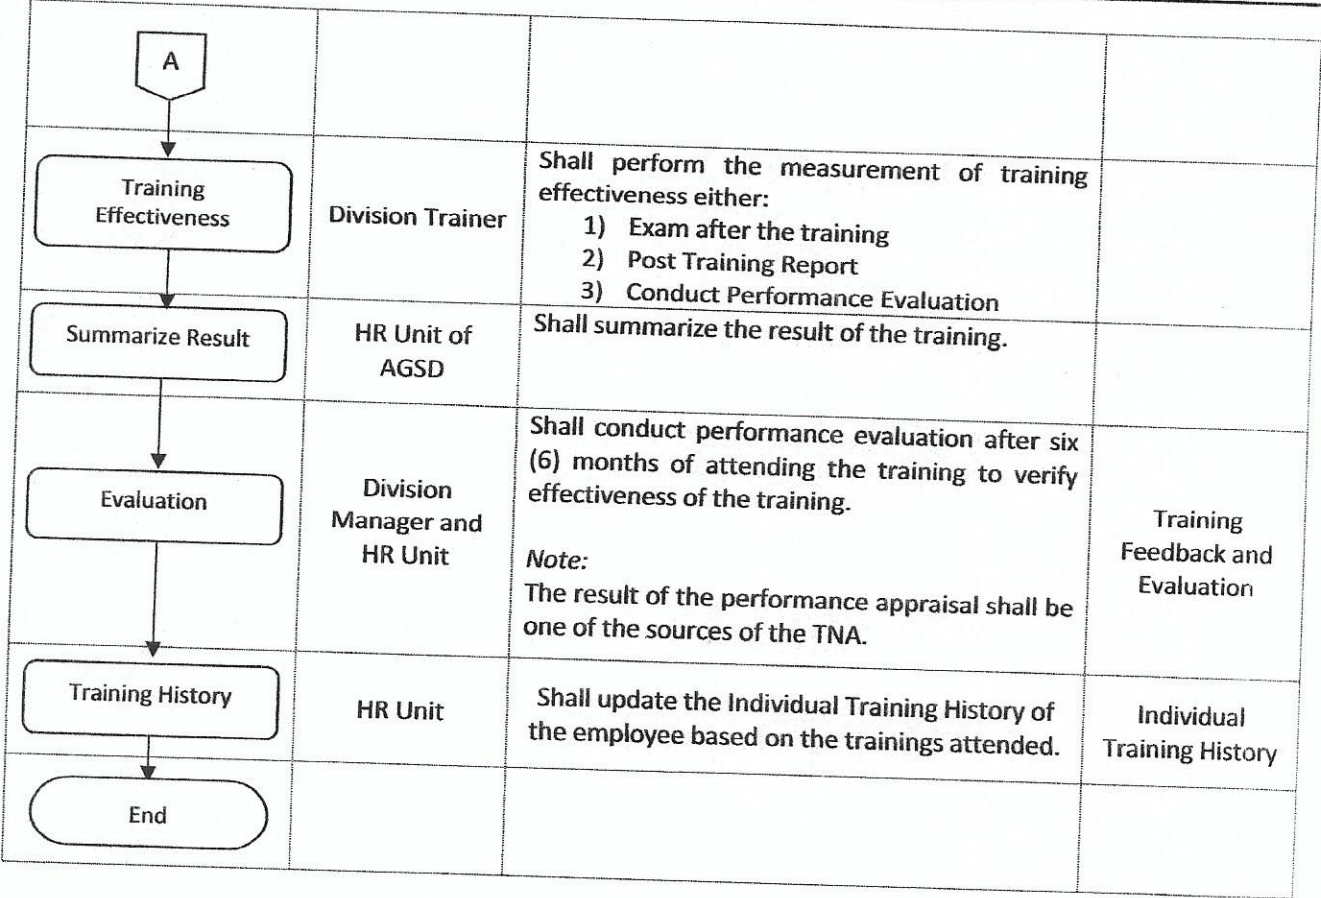 A
Training
Effectiveness
Division Trainer
Shall perform the measurement of training
effectiveness either:
1) Exam after the training
2) Post Training Report
3) Conduct Performance Evaluation
Summarize Result
HR Unit of
AGSD
Shall summarize the result of the training.
Evaluation
Division
Manager and
HR Unit
Shall conduct performance evaluation after six
(6) months of attending the training to verify
effectiveness of the training.
Note:
The result of the performance appraisal shall be
one of the sources of the TNA.
Training
Feedback and
Evaluation
Training History
HR Unit
Shall update the Individual Training History of
the employee based on the trainings attended.
Individual
Training History
End